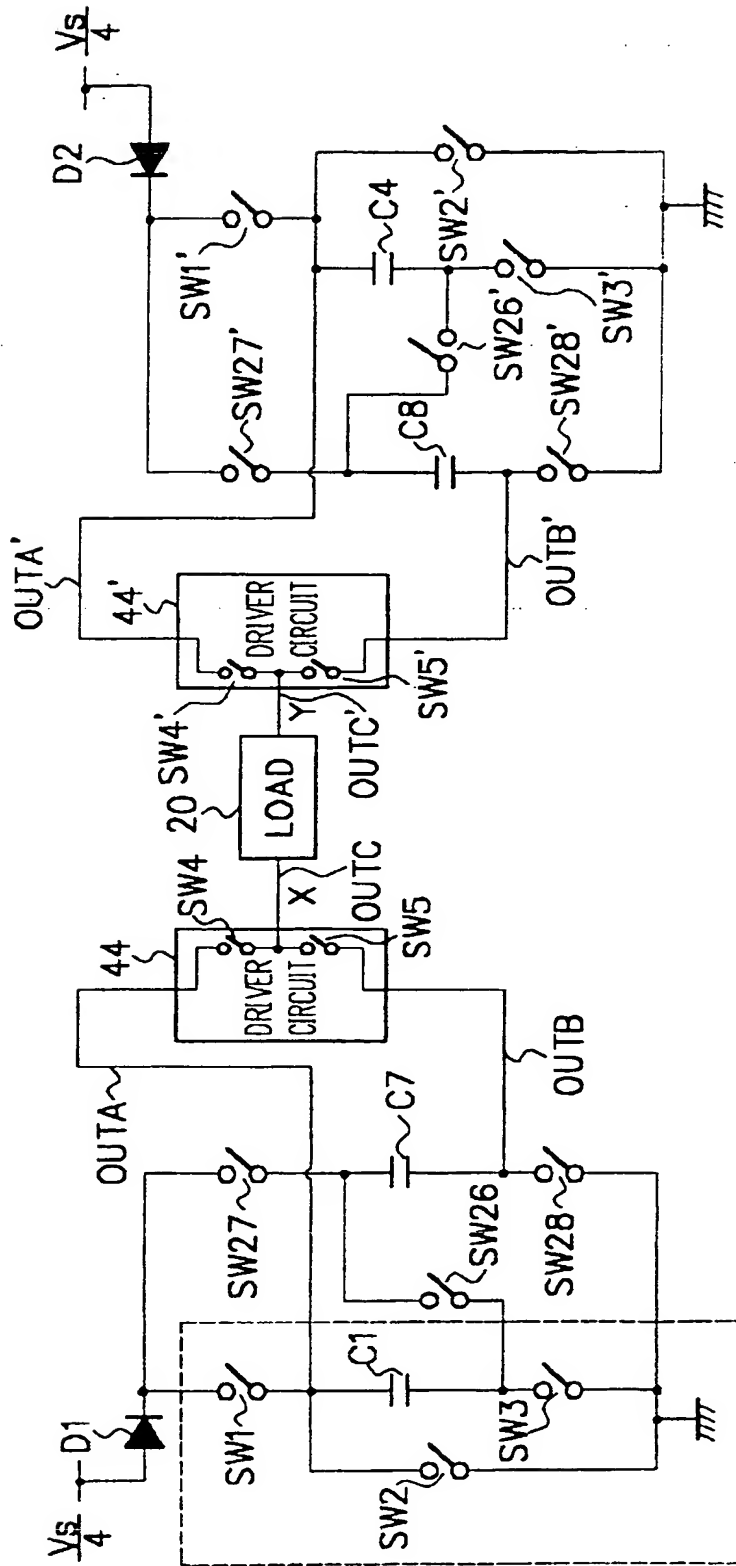 Vs/4
D1
SW1
SW2
C1
SW3
SW27
SW26
C7
SW28
OUTA
OUTB
44
DRIVER CIRCUIT
SW4
SW5
X
OUTC
20
LOAD
Y
OUTC'
SW4'
SW5'
44'
DRIVER CIRCUIT
OUTA'
OUTB'
SW27'
C8
SW28'
SW26'
SW1'
C4
SW2'
SW3'
D2
Vs/4